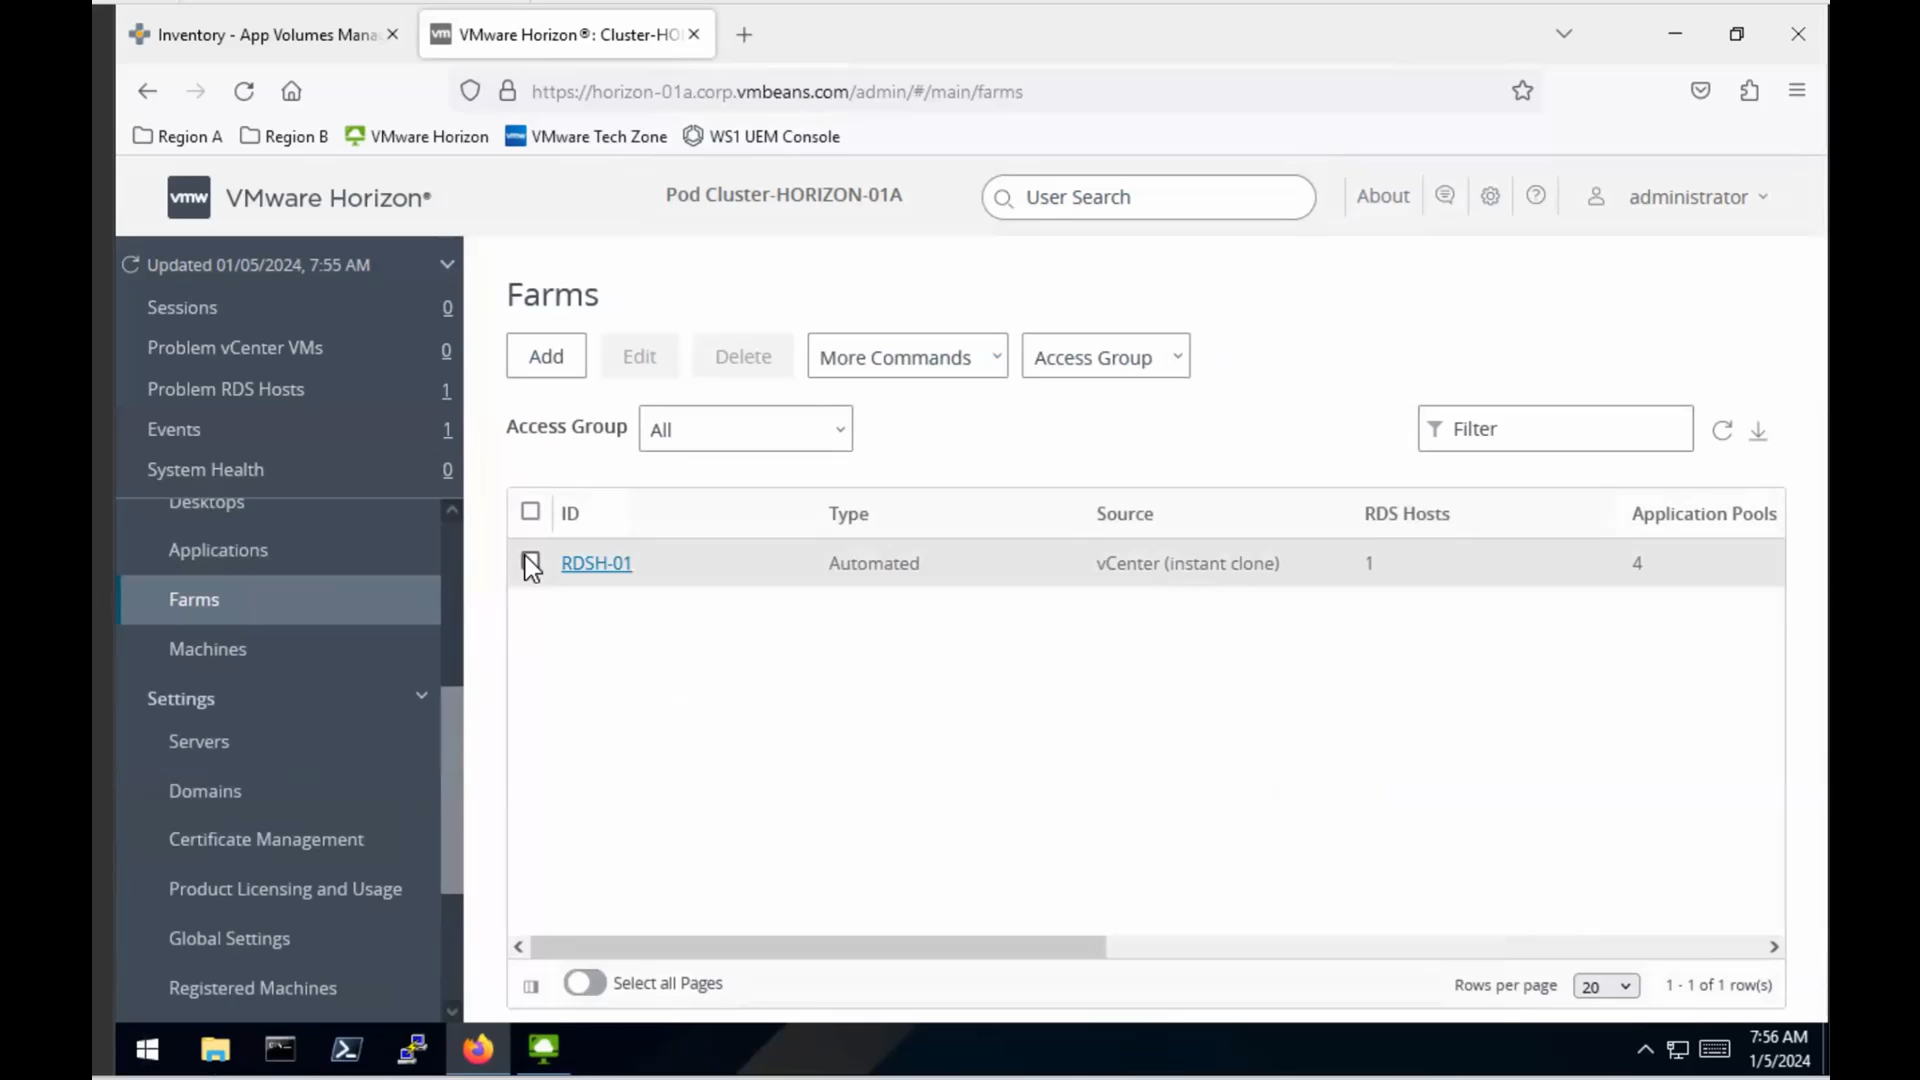 Inventory - App Volumes Mana
VMware Horizon®: Cluster-HO
https://horizon-01a.corp.vmbeans.com/admin/#/main/farms
Region A
Region B
VMware Horizon
VMware Tech Zone
WS1 UEM Console
vmw
VMware Horizon®
Pod Cluster-HORIZON-01A
User Search
About
administrator
Updated 01/05/2024, 7:55 AM
Sessions 0
Problem vCenter VMs 0
Problem RDS Hosts 1
Events 1
System Health 0
Desktops
Applications
Farms
Machines
Settings
Servers
Domains
Certificate Management
Product Licensing and Usage
Global Settings
Registered Machines
Farms
Add
Edit
Delete
More Commands
Access Group
Access Group
All
Filter
ID Type Source RDS Hosts Application Pools
RDSH-01 Automated vCenter (instant clone) 1 4
Select all Pages
Rows per page 20 1 - 1 of 1 row(s)
7:56 AM
1/5/2024